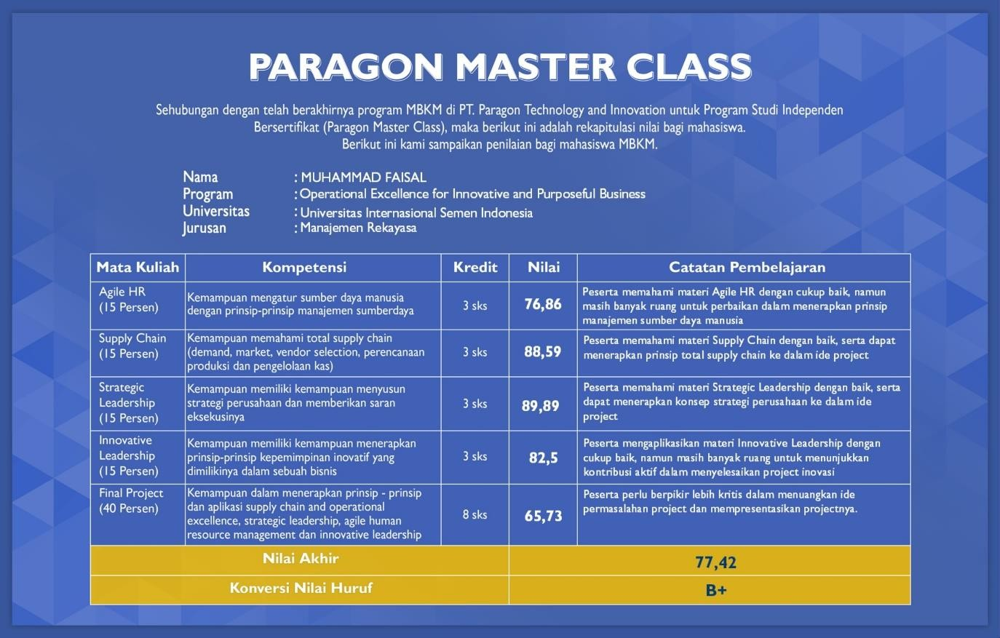 PARAGON MASTER CLASS
Sehubungan dengan telah berakhirnya program MBKM di PT. Paragon Technology and Innovation untuk Program Studi Independen
Bersertifikat (Paragon Master Class), maka berikut ini adalah rekapitulasi nilai bagi mahasiswa.
Berikut ini kami sampaikan penilaian bagi mahasiswa MBKM.
Nama : MUHAMMAD FAISAL
Program : Operational Excellence for Innovative and Purposeful Business
Universitas : Universitas Internasional Semen Indonesia
Jurusan : Manajemen Rekayasa
Mata Kuliah Kompetensi Kredit Nilai Catatan Pembelajaran
Agile HR
(15 Persen)
Kemampuan mengatur sumber daya manusia
dengan prinsip-prinsip manajemen sumberdaya
3 sks
76,86
Peserta memahami materi Agile HR dengan cukup baik, namun
masih banyak ruang untuk perbaikan dalam menerapkan prinsip
manajemen sumber daya manusia
Supply Chain
(15 Persen)
Kemampuan memahami total supply chain
(demand, market, vendor selection, perencanaan
produksi dan pengelolaan kas)
3 sks
88,59
Peserta memahami materi Supply Chain dengan baik, serta dapat
menerapkan prinsip total supply chain ke dalam ide project
Strategic
Leadership
(15 Persen)
Kemampuan memiliki kemampuan menyusun
strategi perusahaan dan memberikan saran
eksekusinya
3 sks
89,89
Peserta memahami materi Strategic Leadership dengan baik, serta
dapat menerapkan konsep strategi perusahaan ke dalam ide
project
Innovative
Leadership
(15 Persen)
Kemampuan memiliki kemampuan menerapkan
prinsip-prinsip kepemimpinan inovatif yang
dimilikinya dalam sebuah bisnis
3 sks
82,5
Peserta mengaplikasikan materi Innovative Leadership dengan
cukup baik, namun masih banyak ruang untuk menunjukkan
kontribusi aktif dalam menyelesaikan project inovasi
Final Project
(40 Persen)
Kemampuan dalam menerapkan prinsip - prinsip
dan aplikasi supply chain and operational
excellence, strategic leadership, agile human
resource management dan innovative leadership
8 sks
65,73
Peserta perlu berpikir lebih kritis dalam menuangkan ide
permasalahan project dan mempresentasikan projectnya.
Nilai Akhir 77,42
Konversi Nilai Huruf B+